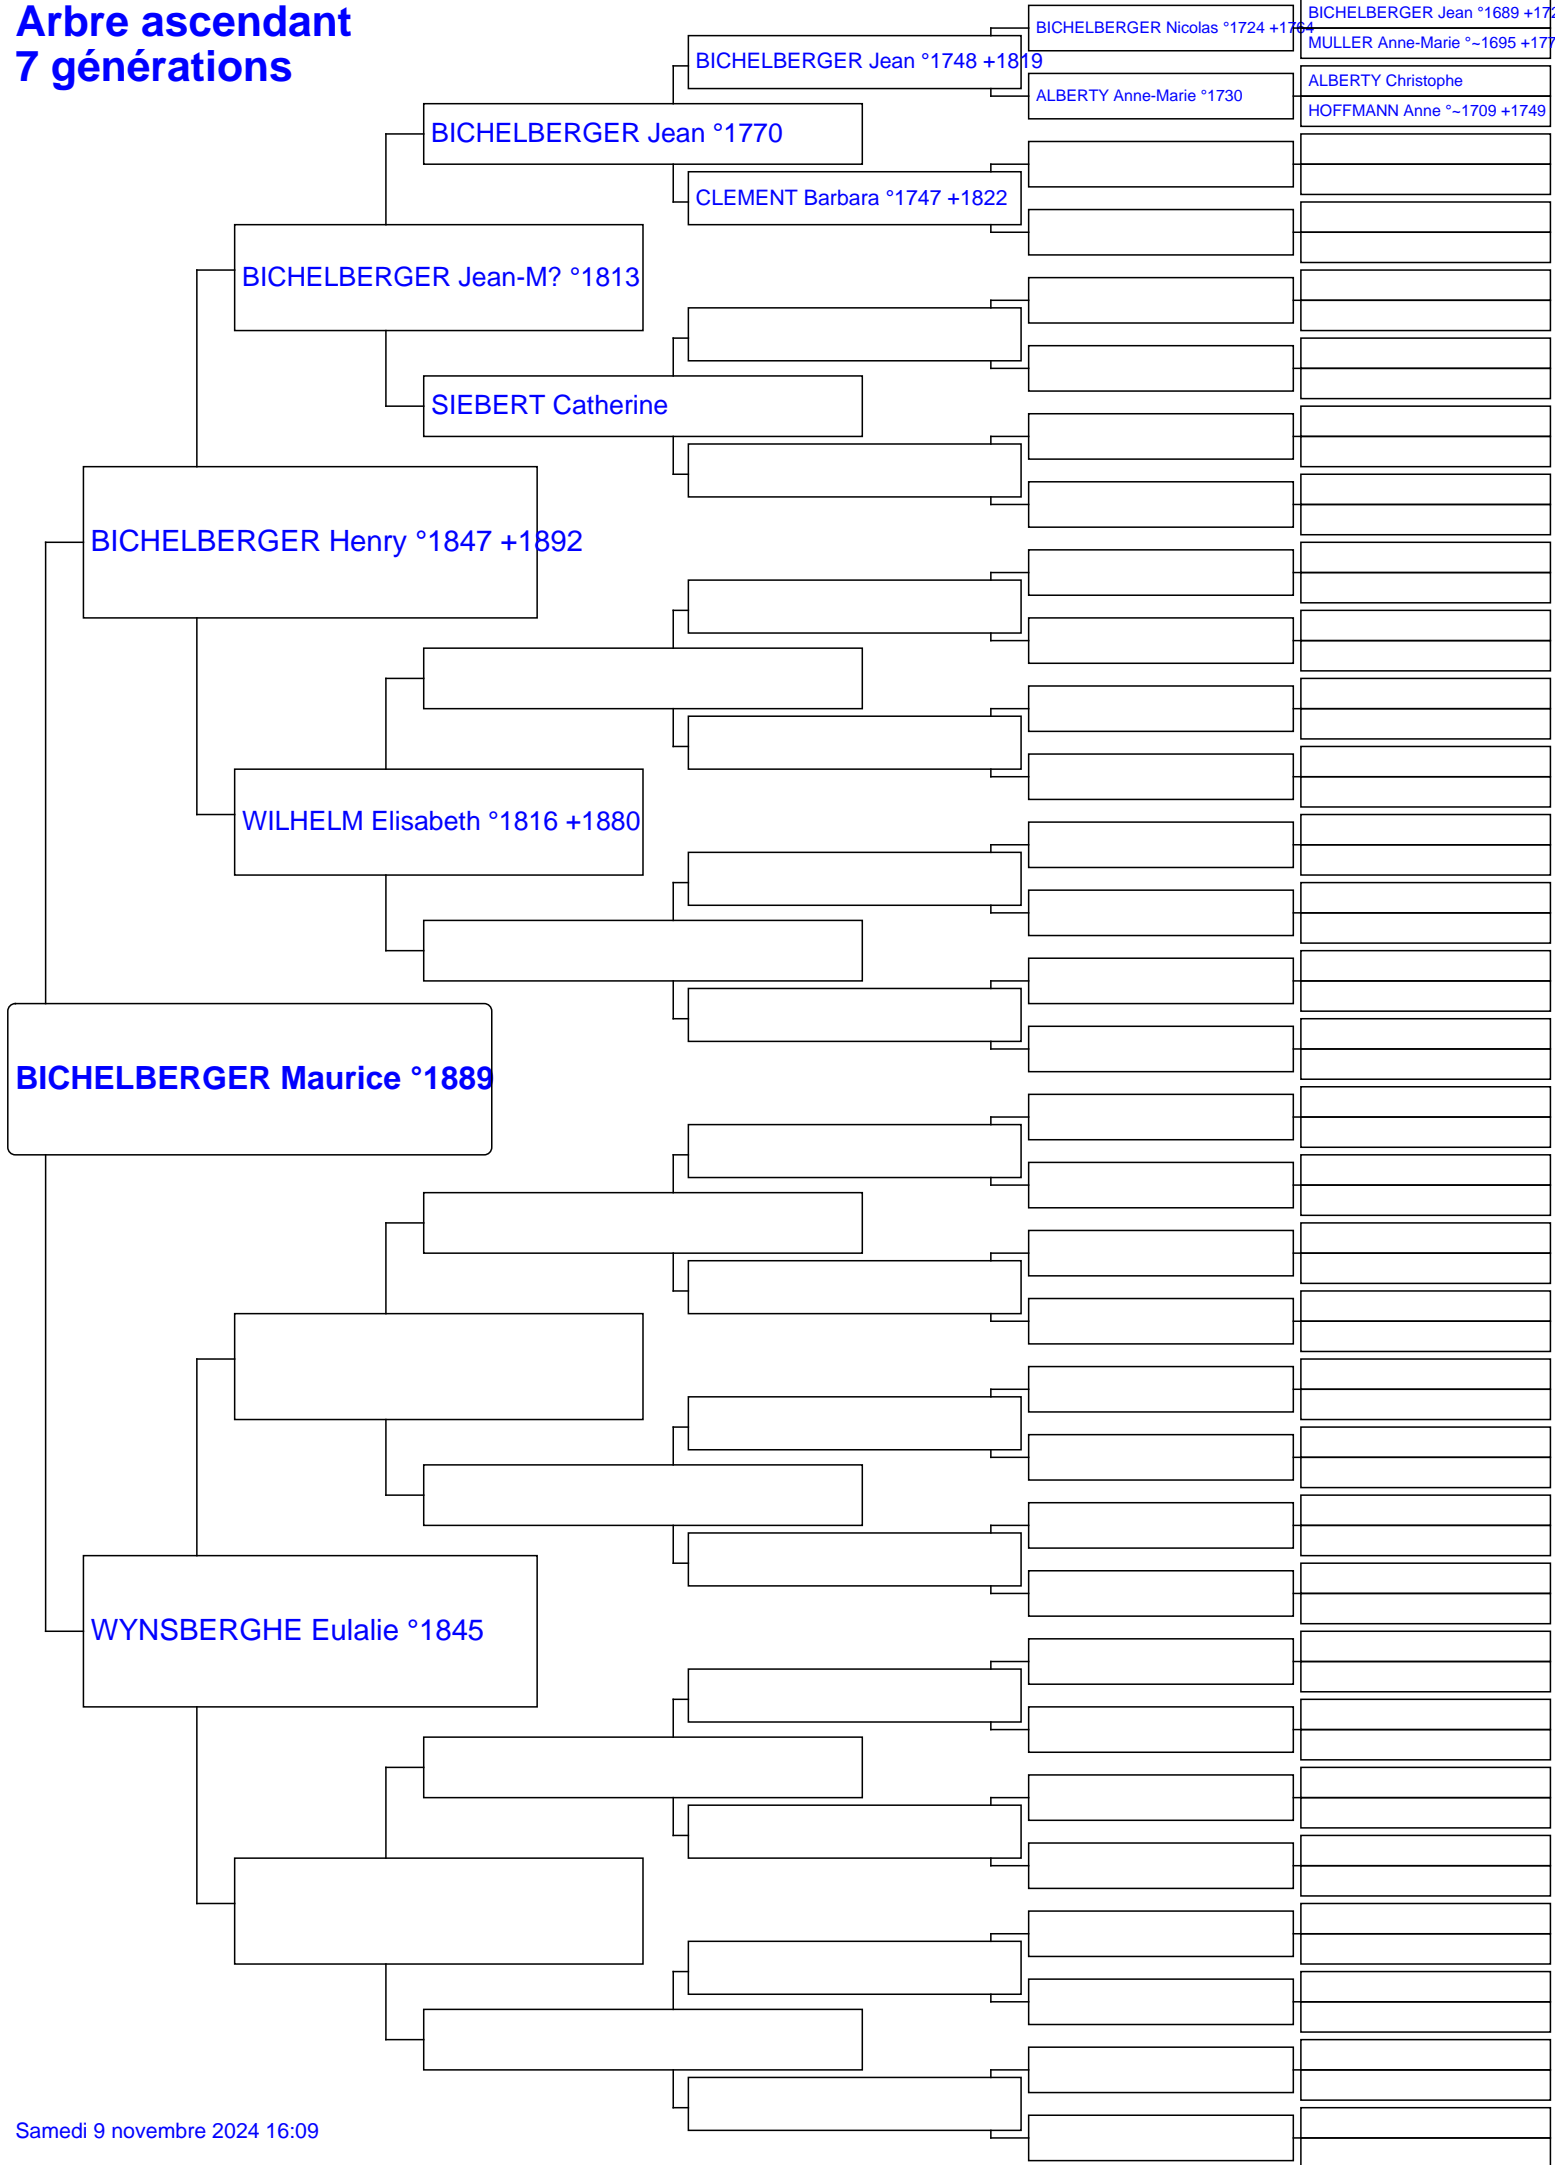 Arbre ascendant
7 générations
BICHELBERGER Jean °1689 +172
BICHELBERGER Nicolas °1724 +1764
MULLER Anne-Marie °~1695 +177
BICHELBERGER Jean °1748 +1819
ALBERTY Christophe
ALBERTY Anne-Marie °1730
HOFFMANN Anne °~1709 +1749
BICHELBERGER Jean °1770
CLEMENT Barbara °1747 +1822
BICHELBERGER Jean-M? °1813
SIEBERT Catherine
BICHELBERGER Henry °1847 +1892
WILHELM Elisabeth °1816 +1880
BICHELBERGER Maurice °1889
WYNSBERGHE Eulalie °1845
Samedi 9 novembre 2024 16:09